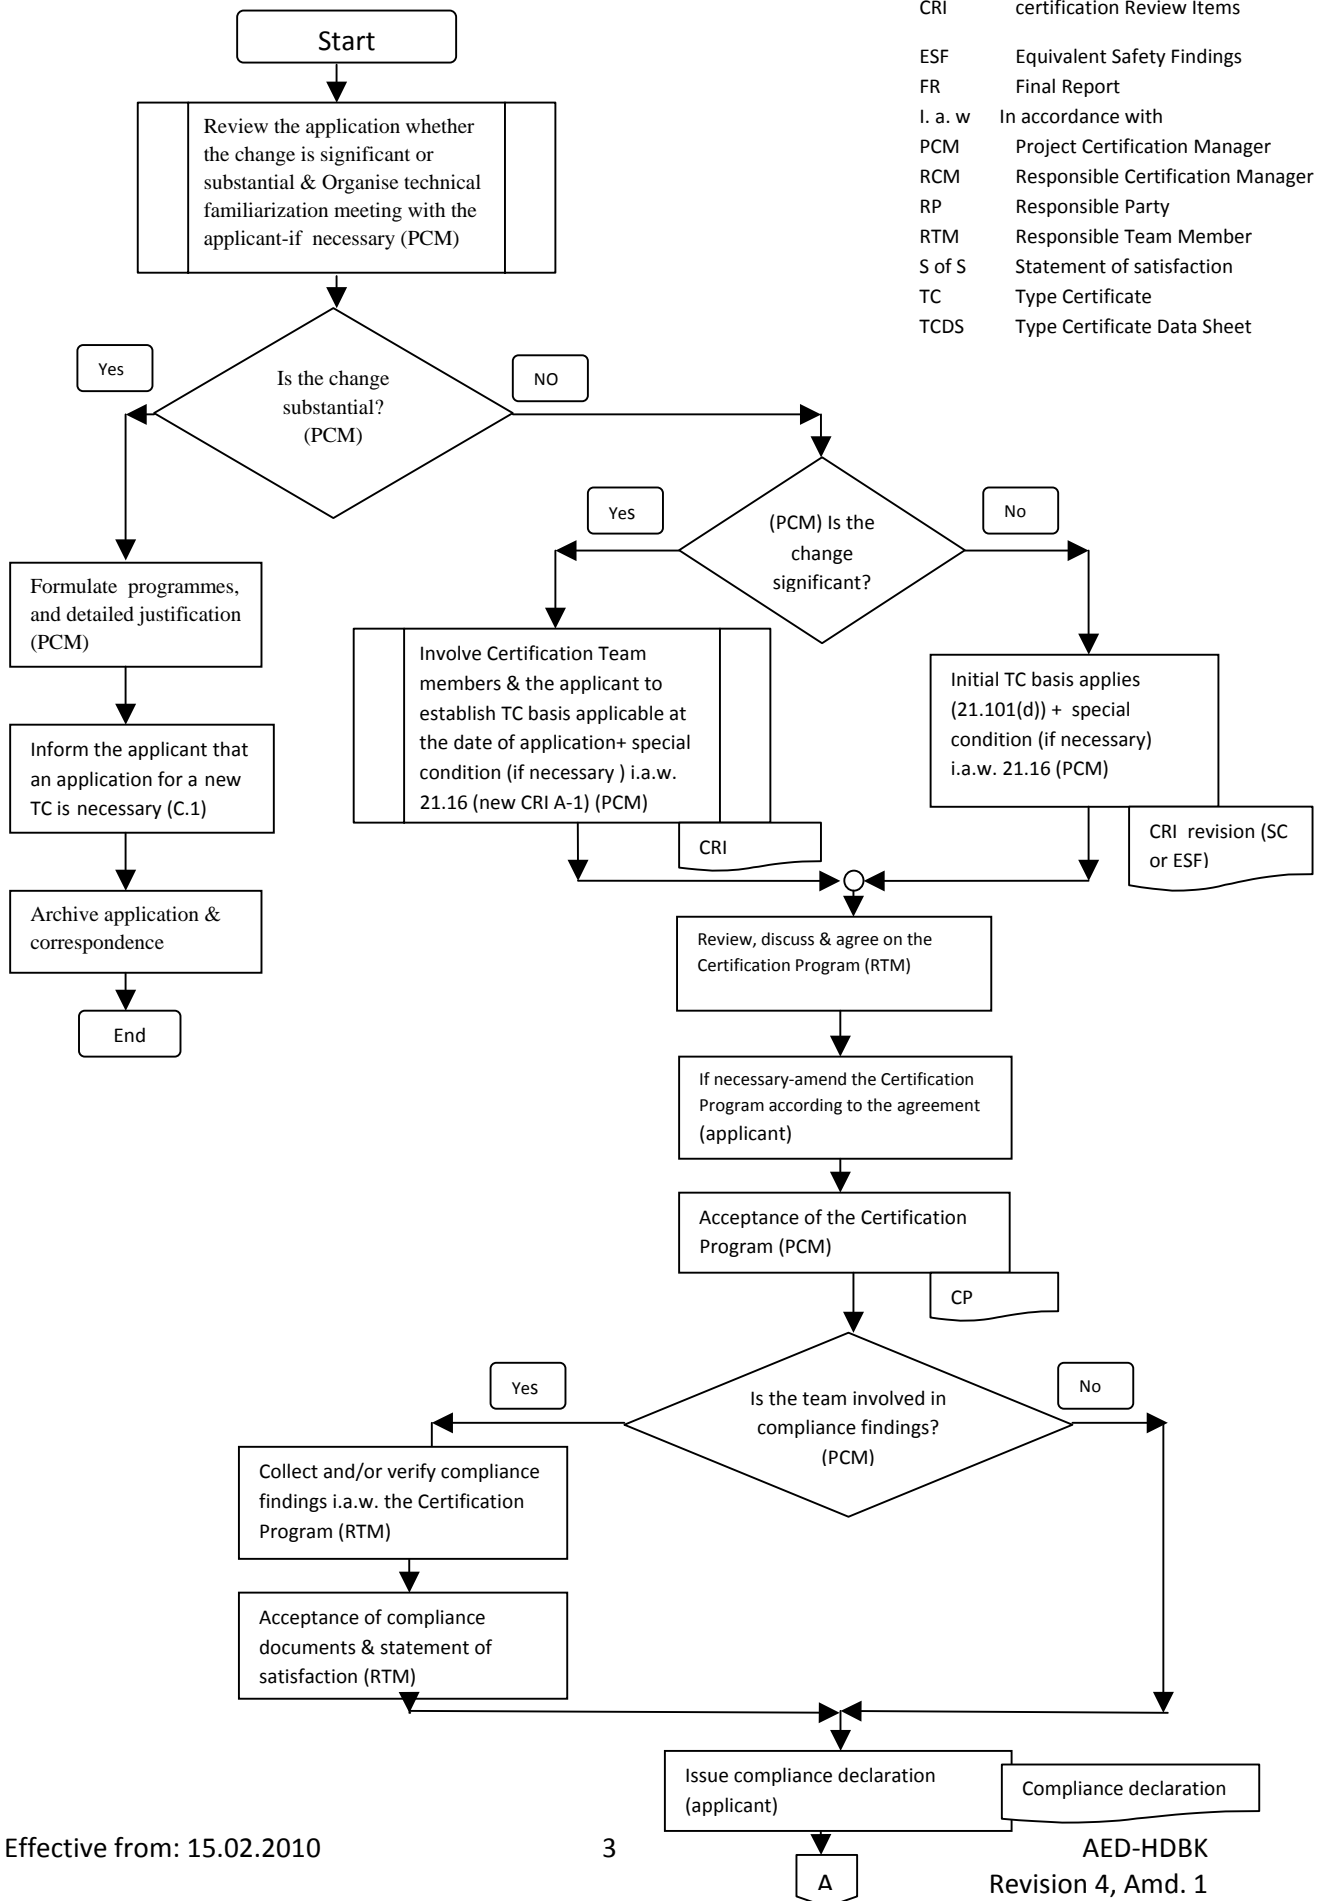 CRI certification Review Items
Start
ESF Equivalent Safety Findings
FR Final Report
I. a. w In accordance with
PCM Project Certification Manager
RCM Responsible Certification Manager
RP Responsible Party
RTM Responsible Team Member
S of S Statement of satisfaction
TC Type Certificate
TCDS Type Certificate Data Sheet
Review the application whether
the change is significant or
substantial & Organise technical
familiarization meeting with the
applicant-if necessary (PCM)
Yes
Is the change
substantial?
(PCM)
NO
Yes
(PCM) Is the
change
significant?
No
Formulate programmes,
and detailed justification
(PCM)
Inform the applicant that
an application for a new
TC is necessary (C.1)
Archive application &
correspondence
End
Involve Certification Team
members & the applicant to
establish TC basis applicable at
the date of application+ special
condition (if necessary ) i.a.w.
21.16 (new CRI A-1) (PCM)
CRI
Initial TC basis applies
(21.101(d)) + special
condition (if necessary)
i.a.w. 21.16 (PCM)
CRI revision (SC
or ESF)
Review, discuss & agree on the
Certification Program (RTM)
If necessary-amend the Certification
Program according to the agreement
(applicant)
Acceptance of the Certification
Program (PCM)
CP
Yes
Is the team involved in
compliance findings?
(PCM)
No
Collect and/or verify compliance
findings i.a.w. the Certification
Program (RTM)
Acceptance of compliance
documents & statement of
satisfaction (RTM)
Issue compliance declaration
(applicant)
Compliance declaration
A
Effective from: 15.02.2010
3
AED-HDBK
Revision 4, Amd. 1